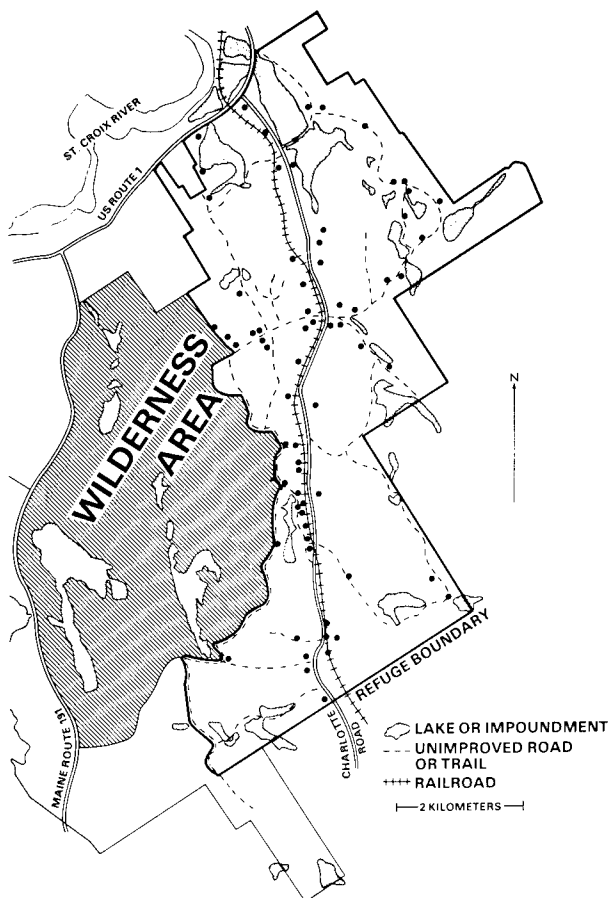 ST. CROIX RIVER
US ROUTE 1
WILDERNESS
AREA
N
REFUGE BOUNDARY
MAINE ROUTE 191
CHARLOTTE
ROAD
LAKE OR IMPOUNDMENT
UNIMPROVED ROAD
OR TRAIL
RAILROAD
2 KILOMETERS